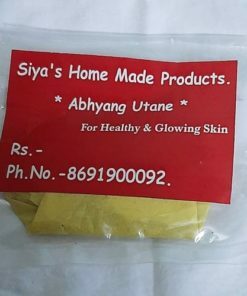 Siya's Home Made Products.
* Abhyang Utane *
For Healthy & Glowing Skin
Rs.-
Ph.No.-8691900092.